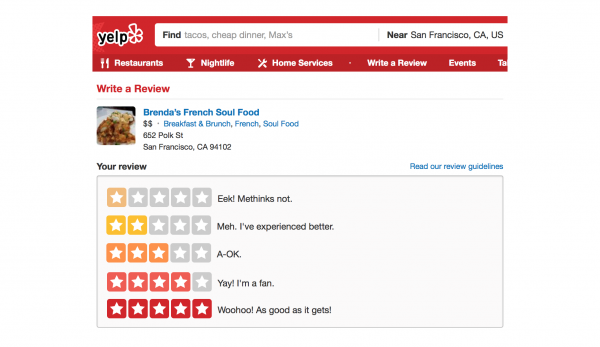 yelp
Find tacos, cheap dinner, Max's
Near San Francisco, CA, US
Restaurants Nightlife Home Services · Write a Review Events Ta
Write a Review
Brenda's French Soul Food
$$ · Breakfast & Brunch, French, Soul Food
652 Polk St
San Francisco, CA 94102
Your review Read our review guidelines
Eek! Methinks not.
Meh. I've experienced better.
A-OK.
Yay! I'm a fan.
Woohoo! As good as it gets!